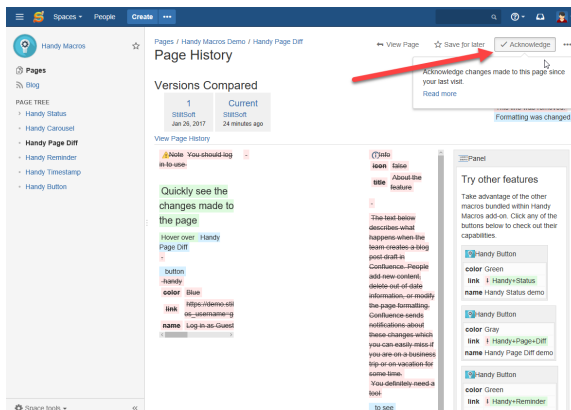 Spaces People Create
Handy Macros
Pages
Blog
PAGE TREE
Handy Status
Handy Carousel
Handy Page Diff
Handy Reminder
Handy Timestamp
Handy Button
Space tools
Pages / Handy Macros Demo / Handy Page Diff
View Page Save for later Acknowledge
Page History
Acknowledge changes made to this page since
your last visit.
Read more
Formatting was changed
Versions Compared
1 Current
StiltSoft StiltSoft
Jan 26, 2017 24 minutes ago
View Page History
Note You should log
in to use.
Quickly see the
changes made to
the page
Hover over Handy
Page Diff
button
-handy
color Blue
link https://demo.stil
os_username=g
name Log in as Guest
Info
icon false
title About the
feature
The text below
describes what
happens when the
team creates a blog
post draft in
Confluence. People
add new content,
delete out-of-date
information, or modify
the page formatting.
Confluence sends
notifications about
these changes which
you can easily miss if
you are on a business
trip or on vacation for
some time.
You definitely need a
tool
to see
Panel
Try other features
Take advantage of the other
macros bundled within Handy
Macros add-on. Click any of the
buttons below to check out their
capabilities.
Handy Button
color Green
link Handy+Status
name Handy Status demo
Handy Button
color Gray
link Handy+Page+Diff
name Handy Page Diff demo
Handy Button
color Green
link Handy+Reminder